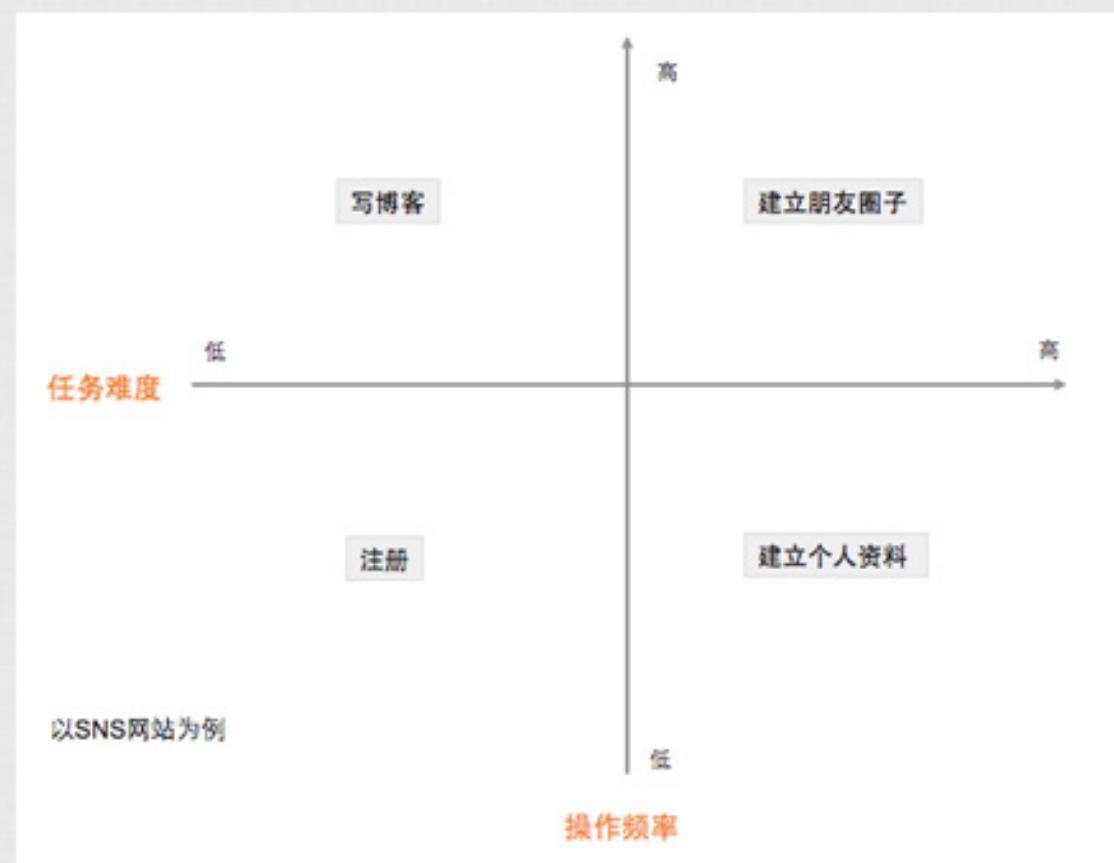 高
写博客
建立朋友圈子
低
高
任务难度
注册
建立个人资料
以SNS网站为例
低
操作频率